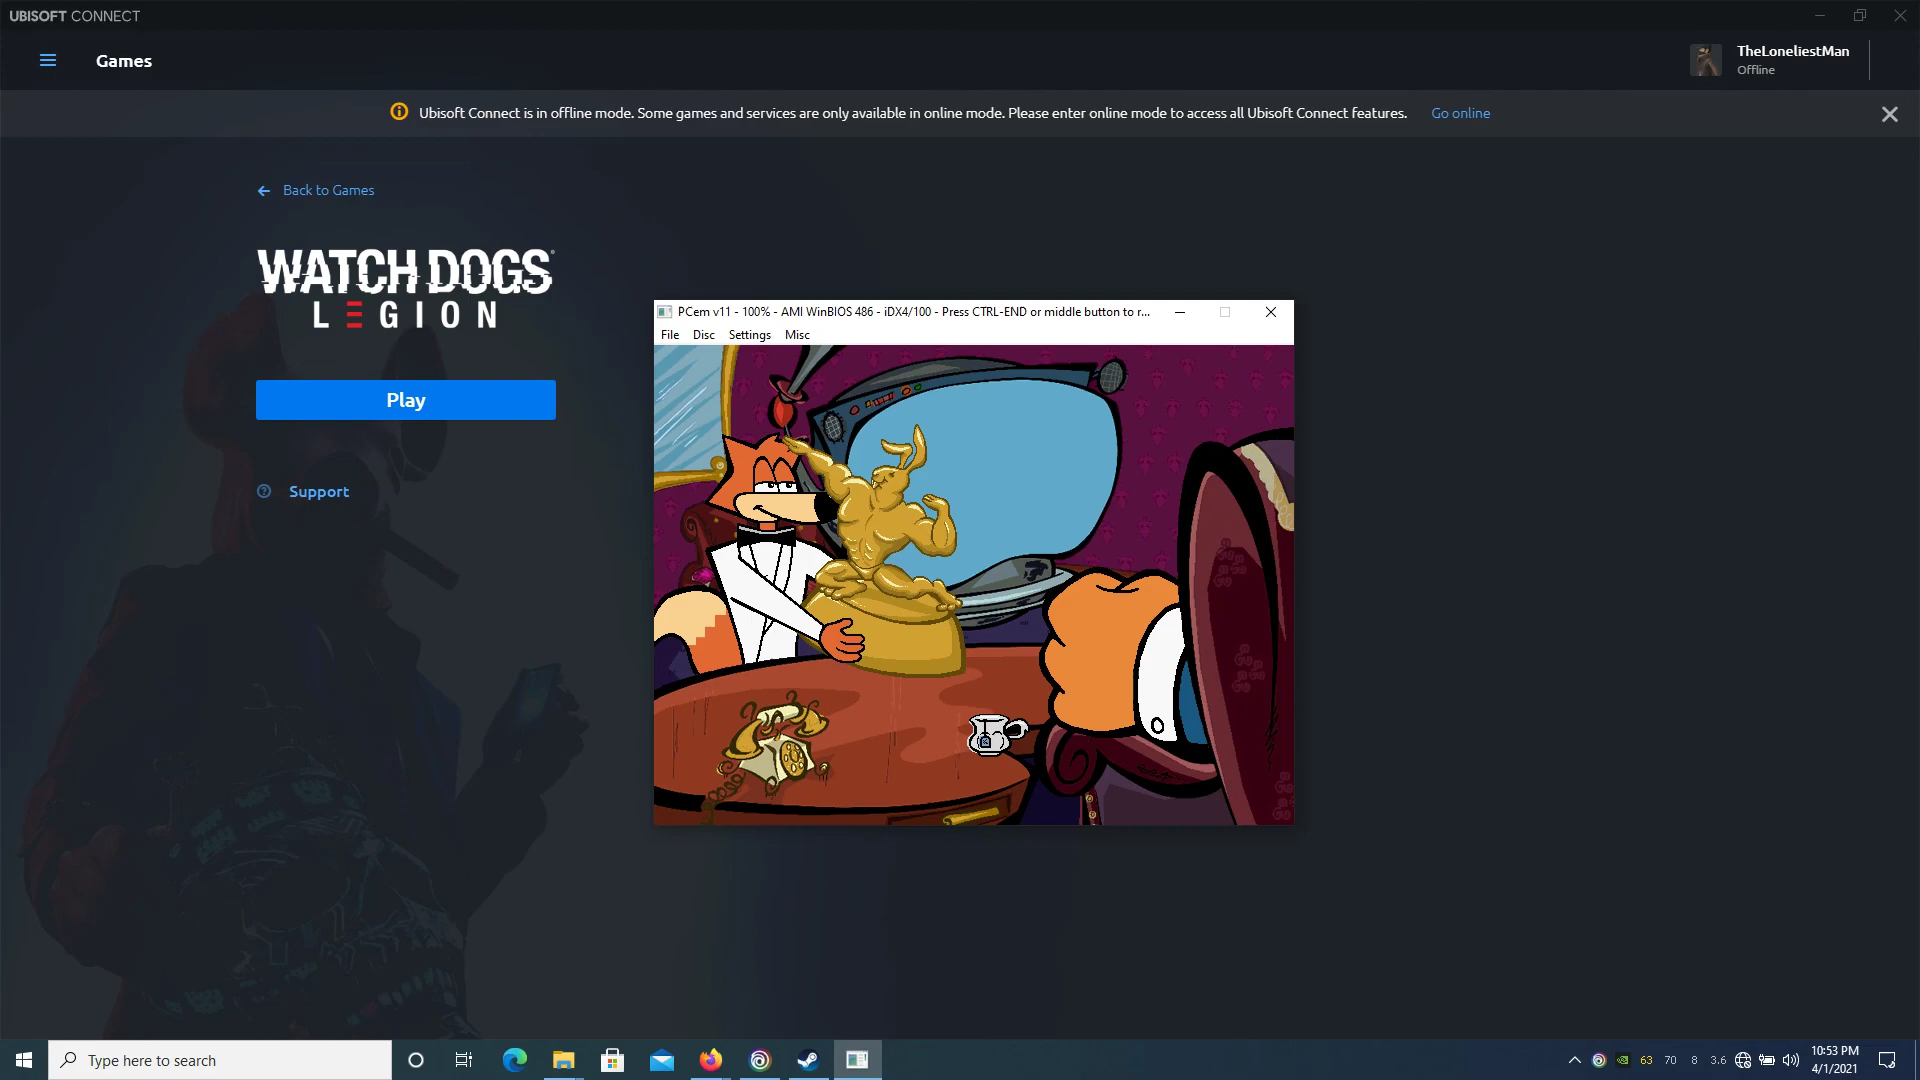 UBISOFT CONNECT
Games
TheLoneliestMan
Offline
Ubisoft Connect is in offline mode. Some games and services are only available in online mode. Please enter online mode to access all Ubisoft Connect features. Go online
Back to Games
WATCH DOGS
LEGION
Play
Support
PCem v11 - 100% - AMI WinBIOS 486 - iDX4/100 - Press CTRL-END or middle button to r...
File Disc Settings Misc
Type here to search
63 70 8 3.6
10:53 PM
4/1/2021